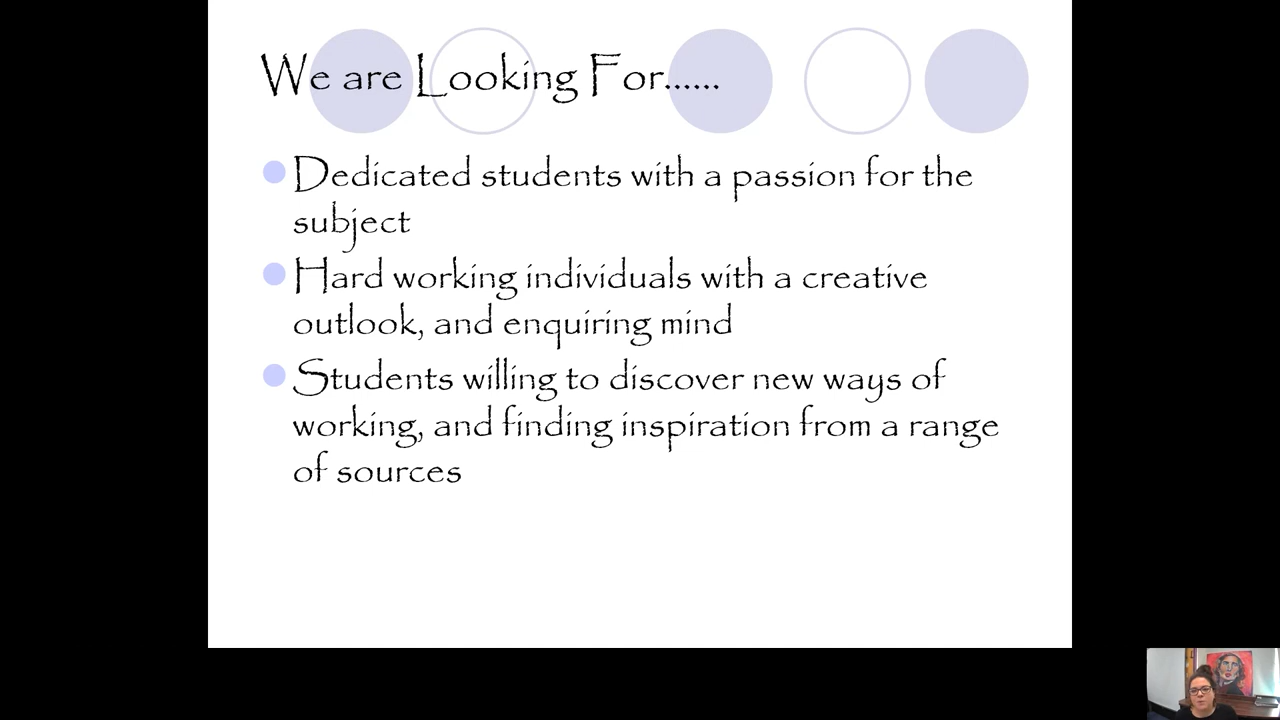 We are Looking For......
Dedicated students with a passion for the
subject
Hard working individuals with a creative
outlook, and enquiring mind
Students willing to discover new ways of
working, and finding inspiration from a range
of sources